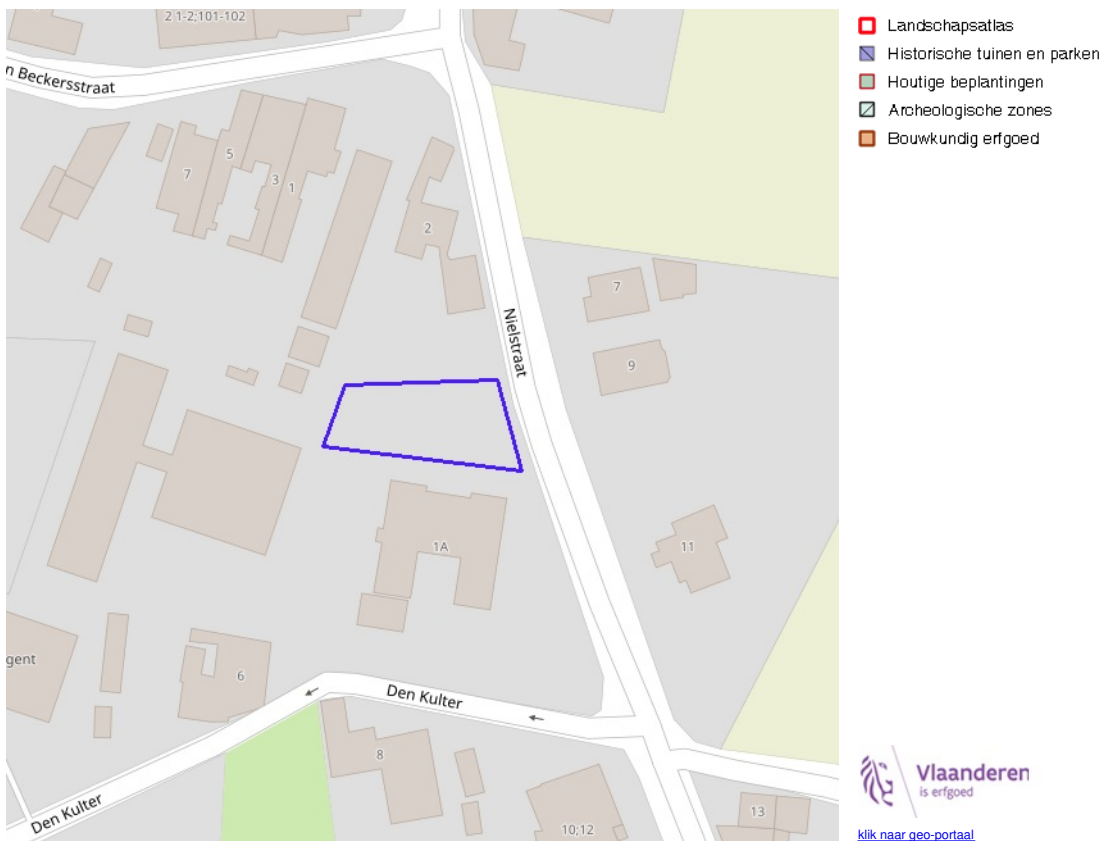 2 1-2;101-102
n Beckersstraat
7
5
3
1
2
Nielstraat
7
9
1A
11
gent
6
Den Kulter
8
Den Kulter
10;12
13
Landschapsatlas
Historische tuinen en parken
Houtige beplantingen
Archeologische zones
Bouwkundig erfgoed
Vlaanderen
is erfgoed
klik naar geo-portaal